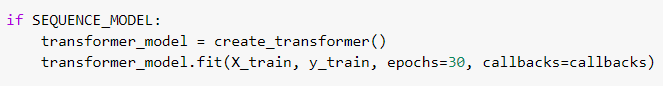 if SEQUENCE_MODEL:
    transformer_model = create_transformer()
    transformer_model.fit(X_train, y_train, epochs=30, callbacks=callbacks)